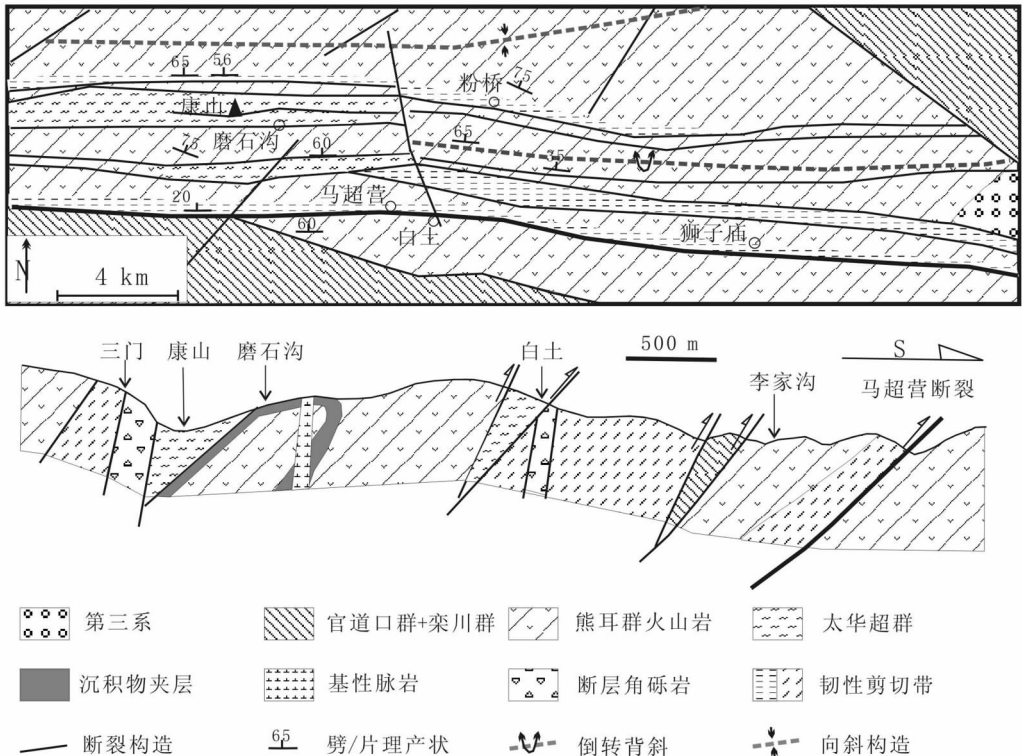 65 56
粉桥 75
康山
磨石沟 65
75 60 35
马超营
20
白土 狮子庙
60
N
4 km
三门 康山 磨石沟 白土 500 m S
李家沟 马超营断裂
第三系 官道口群+栾川群 熊耳群火山岩 太华超群
沉积物夹层 基性脉岩 断层角砾岩 韧性剪切带
断裂构造 65 劈/片理产状 倒转背斜 向斜构造